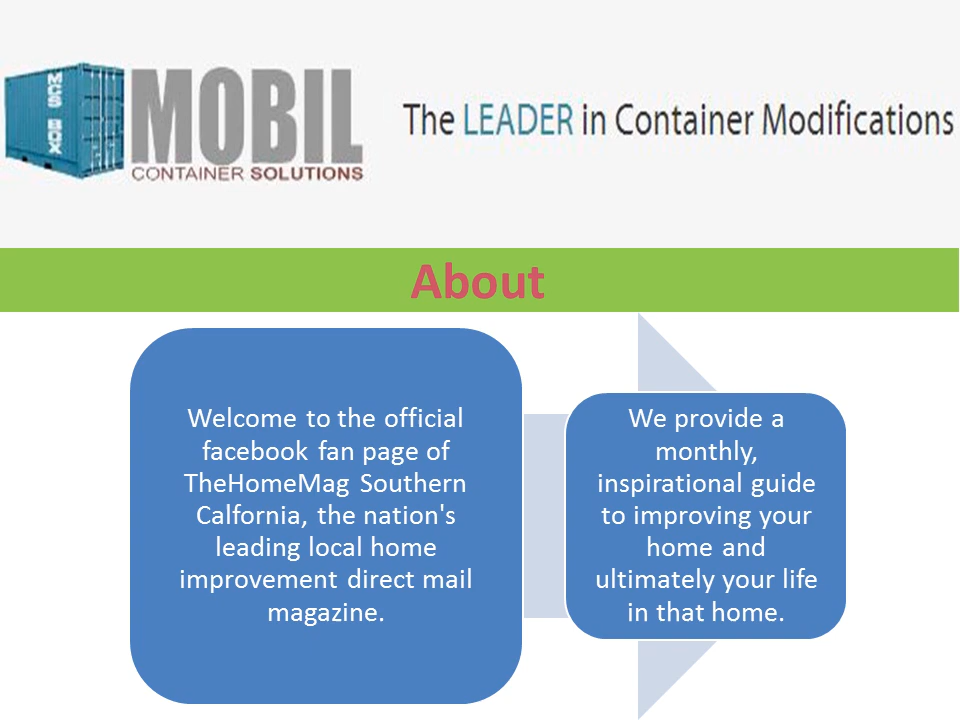 MCS BOX
MOBIL
CONTAINER SOLUTIONS
The LEADER in Container Modifications
About
Welcome to the official
facebook fan page of
TheHomeMag Southern
Calfornia, the nation's
leading local home
improvement direct mail
magazine.
We provide a
monthly,
inspirational guide
to improving your
home and
ultimately your life
in that home.